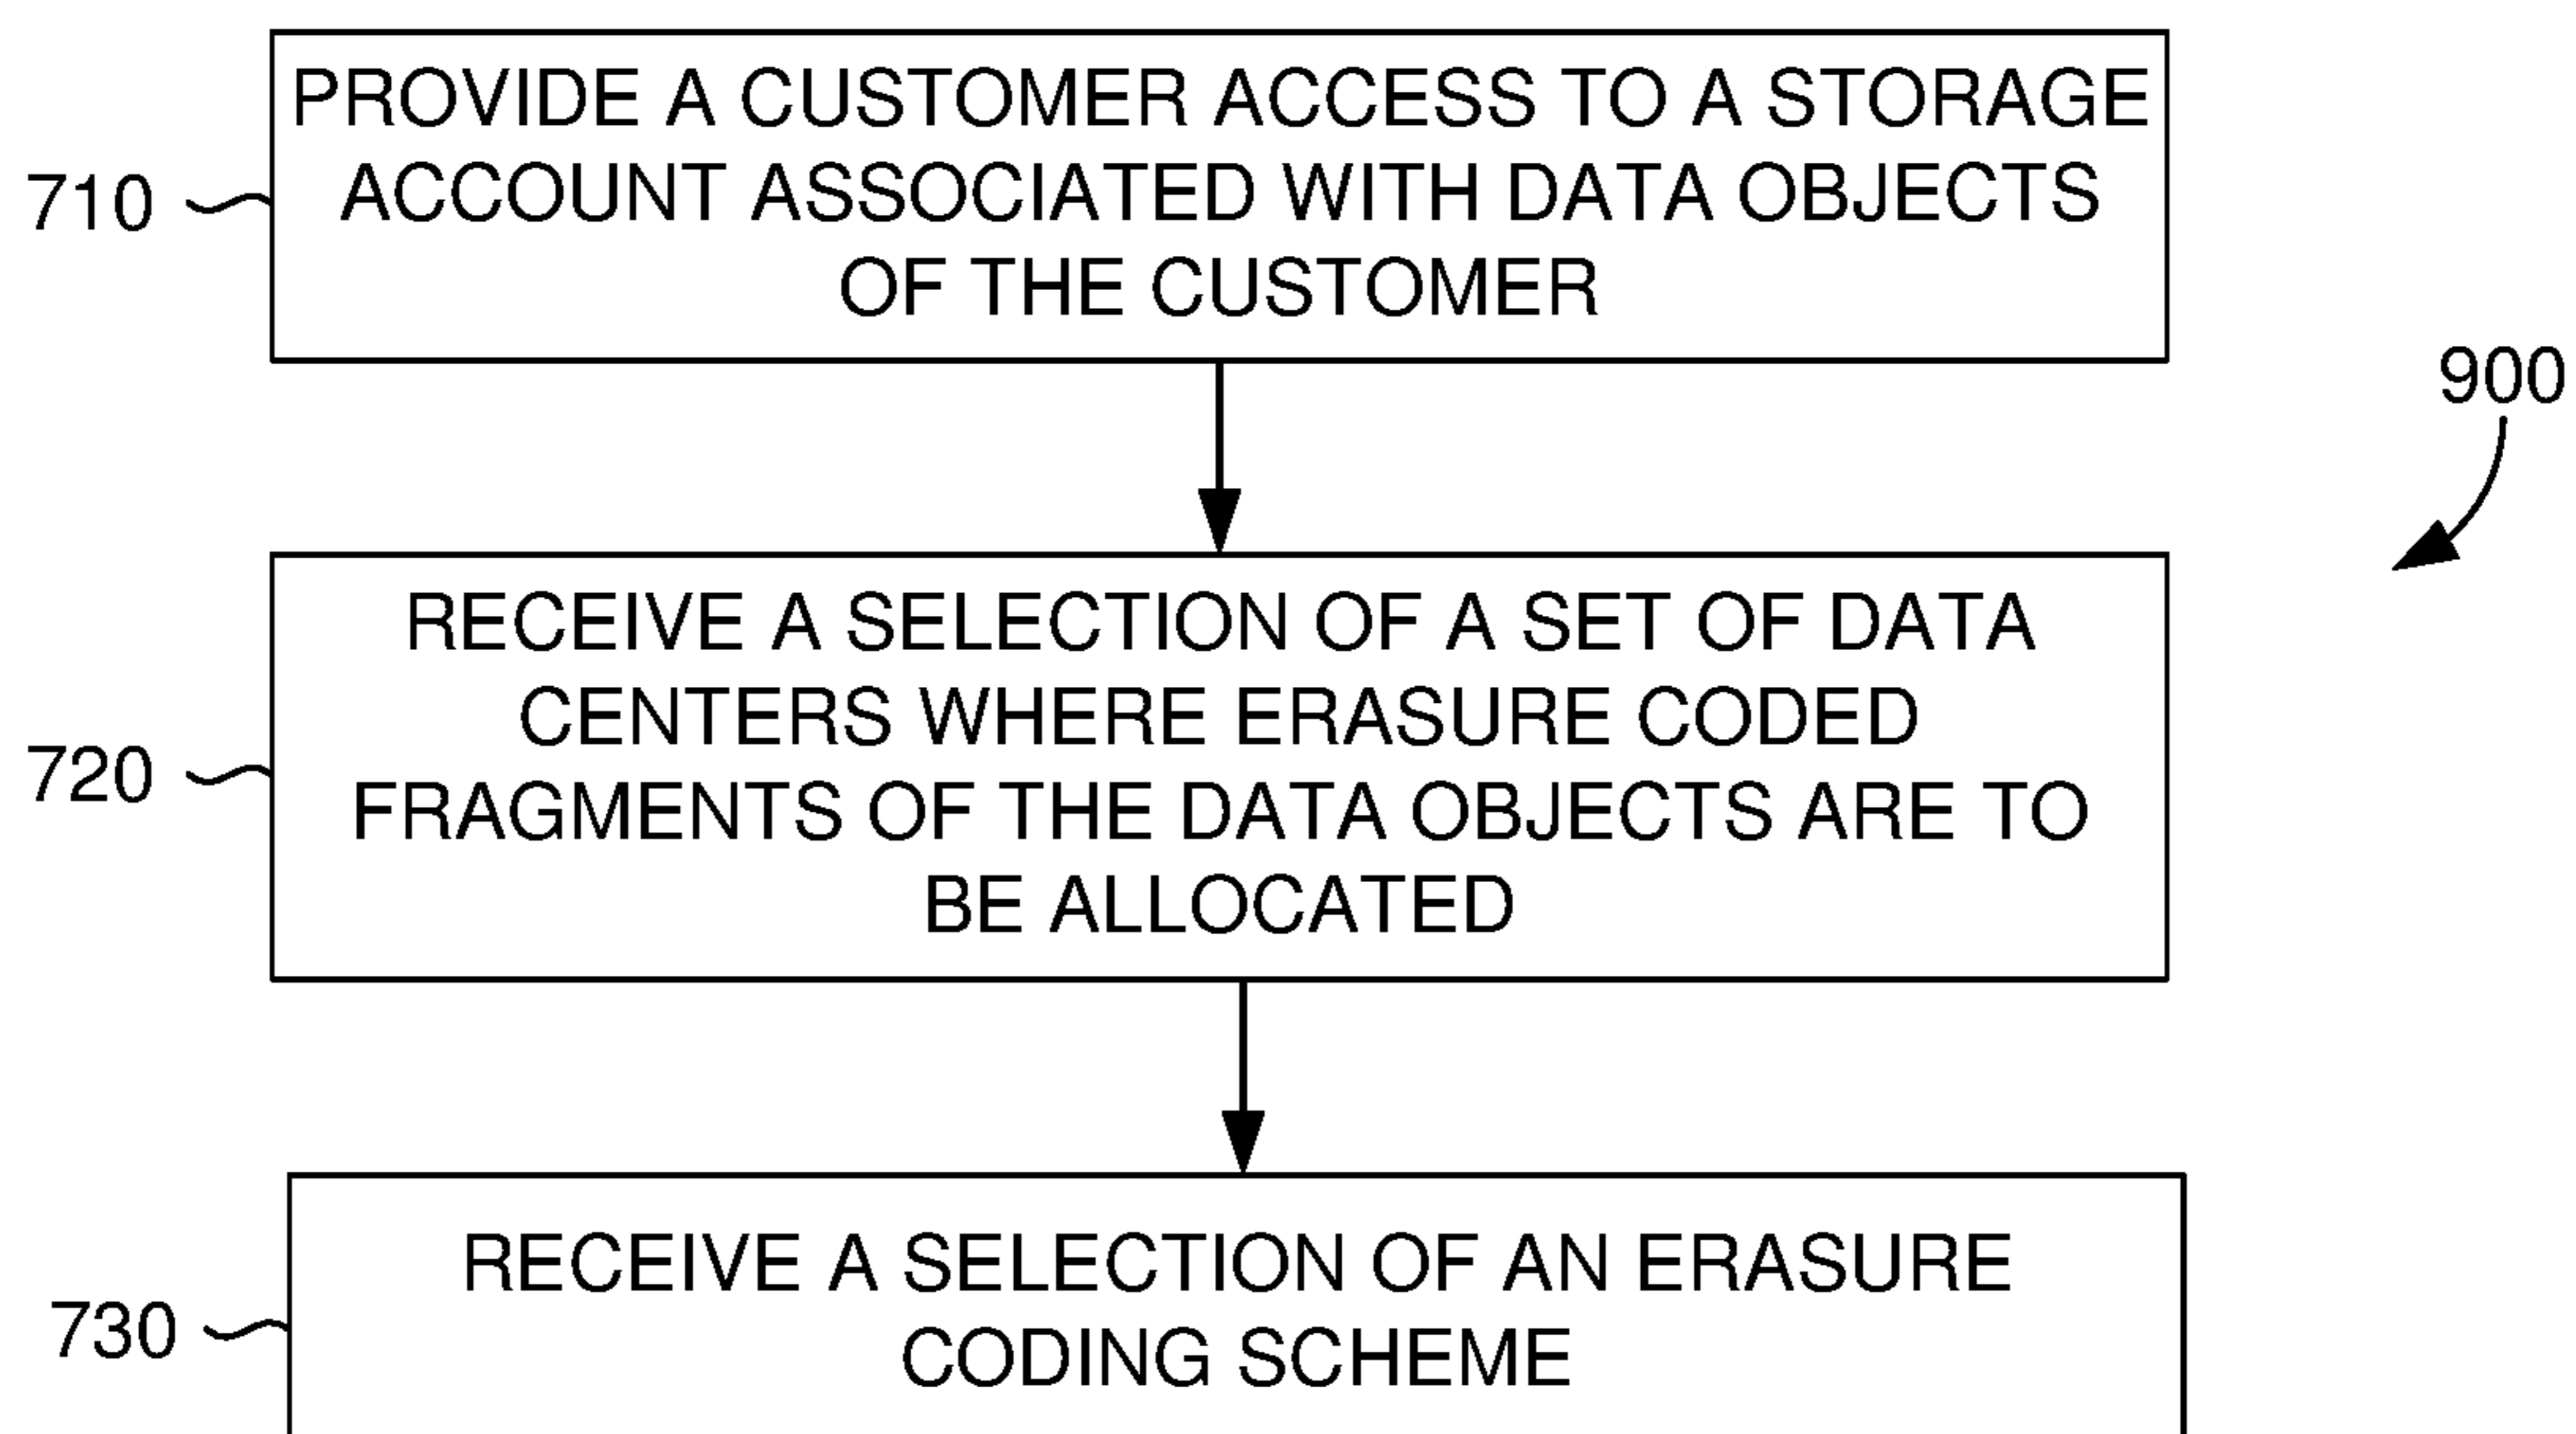 PROVIDE A CUSTOMER ACCESS TO A STORAGE
ACCOUNT ASSOCIATED WITH DATA OBJECTS
OF THE CUSTOMER
710
900
RECEIVE A SELECTION OF A SET OF DATA
CENTERS WHERE ERASURE CODED
FRAGMENTS OF THE DATA OBJECTS ARE TO
BE ALLOCATED
720
RECEIVE A SELECTION OF AN ERASURE
CODING SCHEME
730